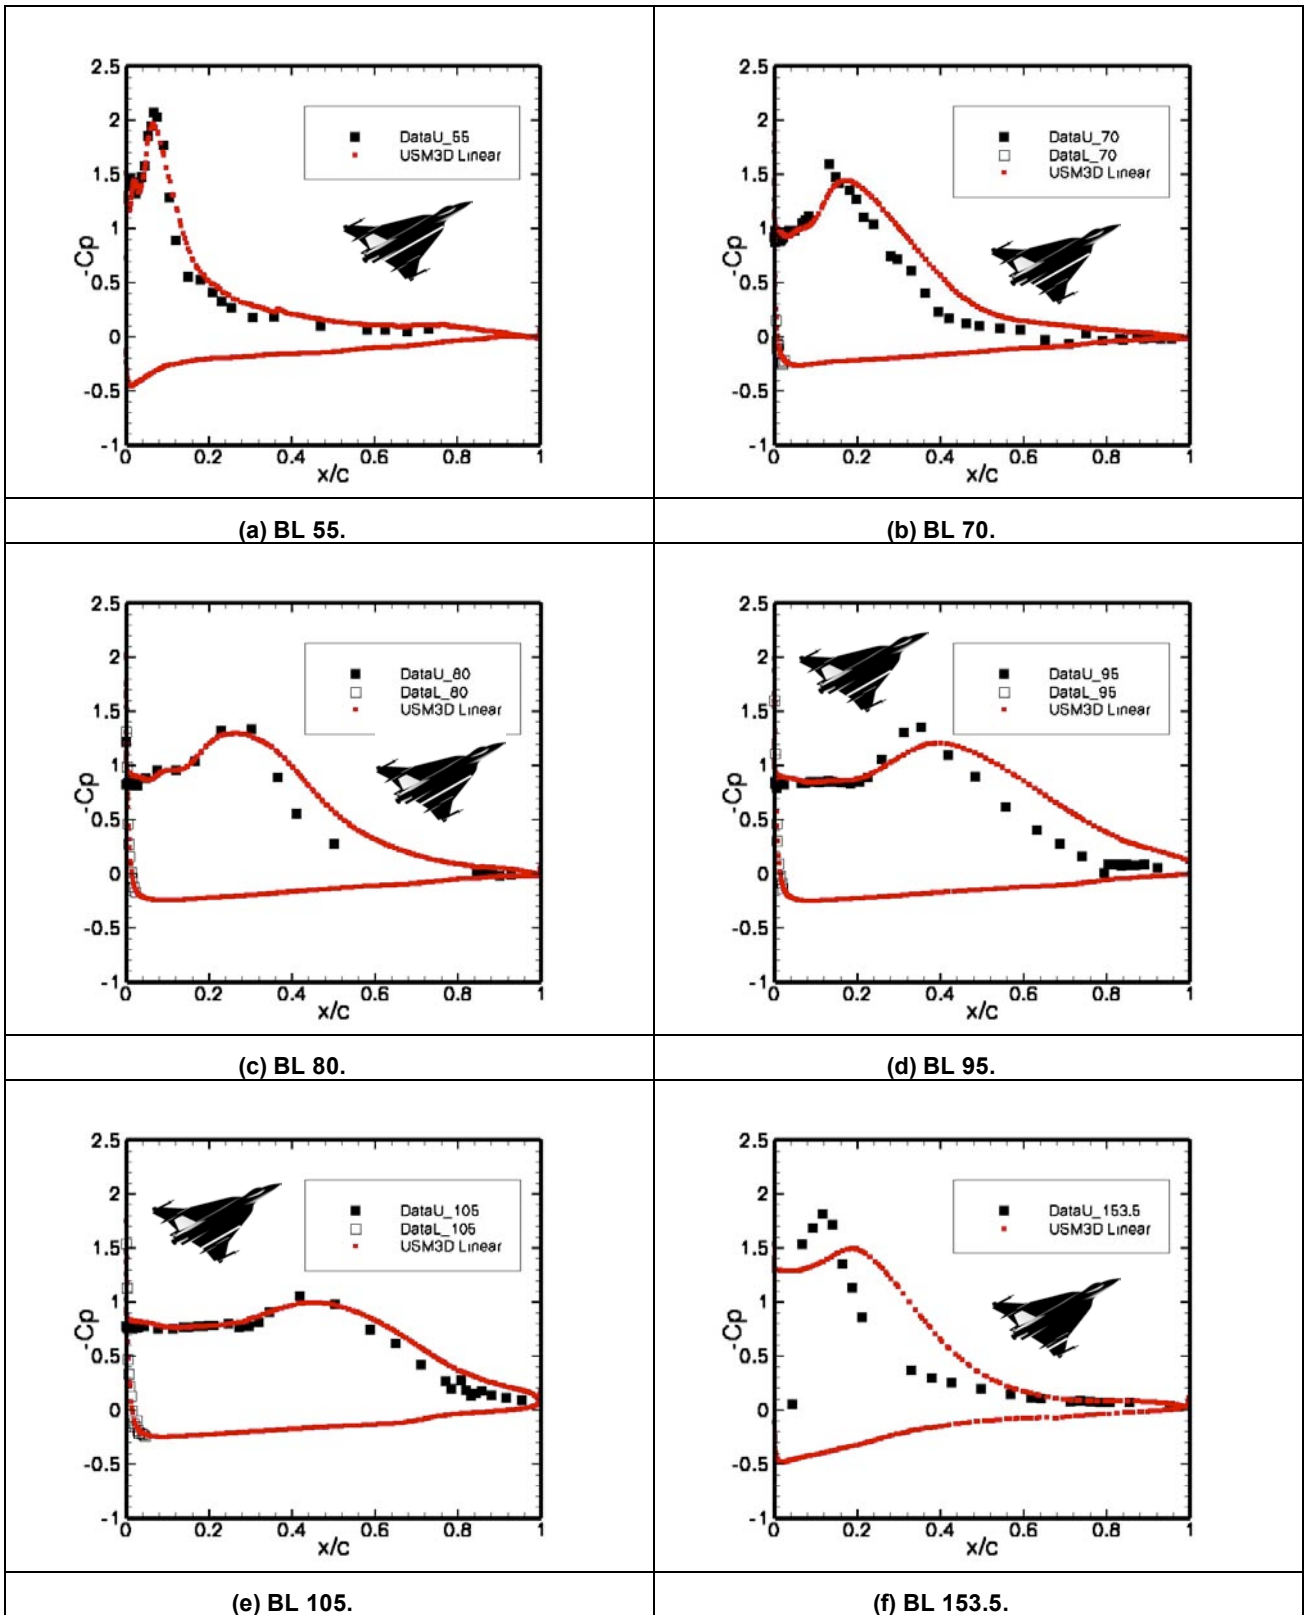 2.5
2
1.5
1
0.5
0
-0.5
-1
-Cp
0
0.2
0.4
0.6
0.8
1
x/c
DataU_55
USM3D Linear
(a) BL 55.
2.5
2
1.5
1
0.5
0
-0.5
-1
-Cp
0
0.2
0.4
0.6
0.8
1
x/c
DataU_70
DataL_70
USM3D Linear
(b) BL 70.
2.5
2
1.5
1
0.5
0
-0.5
-1
-Cp
0
0.2
0.4
0.6
0.8
1
x/c
DataU_80
DataL_80
USM3D Linear
(c) BL 80.
2.5
2
1.5
1
0.5
0
-0.5
-1
-Cp
0
0.2
0.4
0.6
0.8
1
x/c
DataU_95
DataL_95
USM3D Linear
(d) BL 95.
2.5
2
1.5
1
0.5
0
-0.5
-1
-Cp
0
0.2
0.4
0.6
0.8
1
x/c
DataU_105
DataL_105
USM3D Linear
(e) BL 105.
2.5
2
1.5
1
0.5
0
-0.5
-1
-Cp
0
0.2
0.4
0.6
0.8
1
x/c
DataU_153.5
USM3D Linear
(f) BL 153.5.